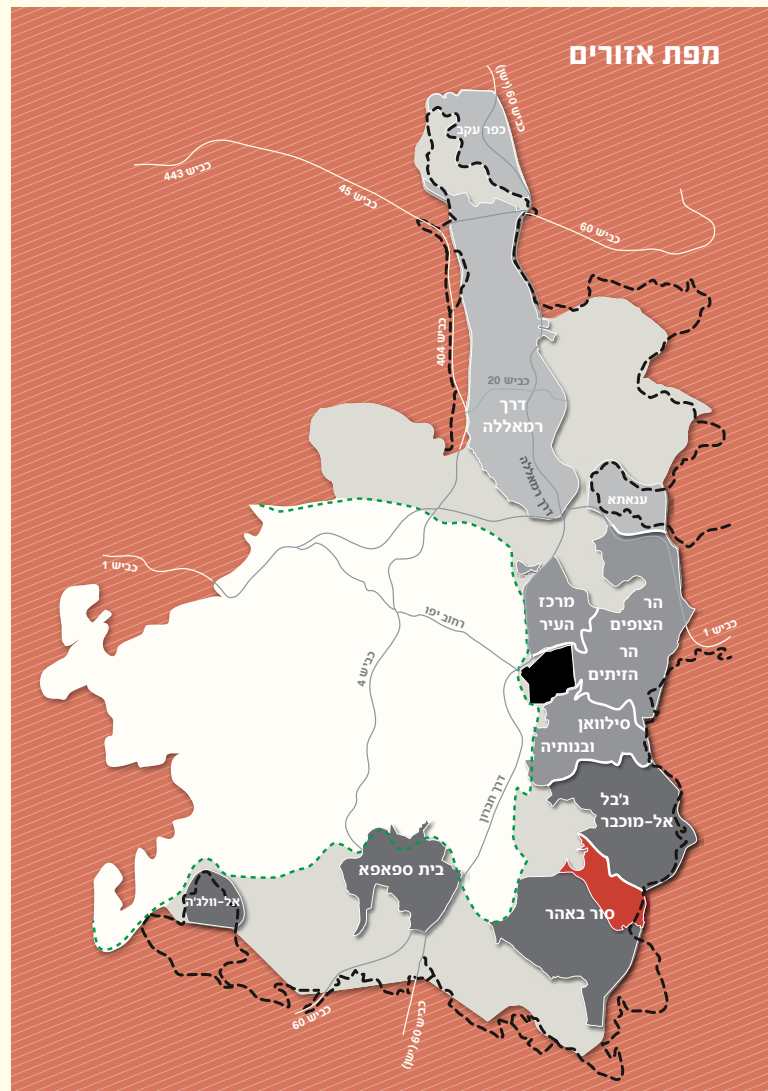 מפת אזורים
כביש 60 (ישן)
כפר עקב
כביש 443
כביש 45
כביש 60
כביש 404
כביש 20
דרך
רמאללה
דרך רמאללה
ענאתא
כביש 1
רחוב יפו
מרכז
העיר
הר
הצופים
כביש 1
הר
הזיתים
כביש 4
סילוואן
ובנותיה
דרך חברון
ג'בל
אל-מוכבר
בית ספאפא
אל-וולג'ה
סור באהר
כביש 60
כביש 60 (ישן)